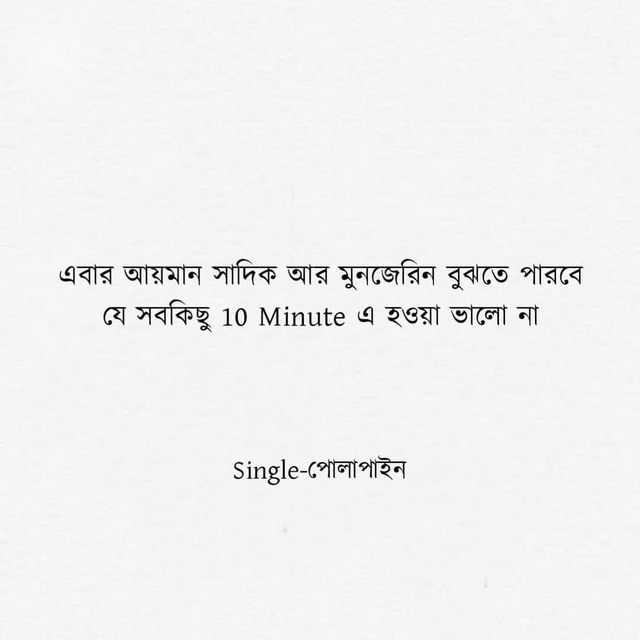 এবার আয়মান সাদিক আর মুনজেরিন বুঝতে পারবে
যে সবকিছু 10 Minute এ হওয়া ভালো না
Single-পোলাপাইন